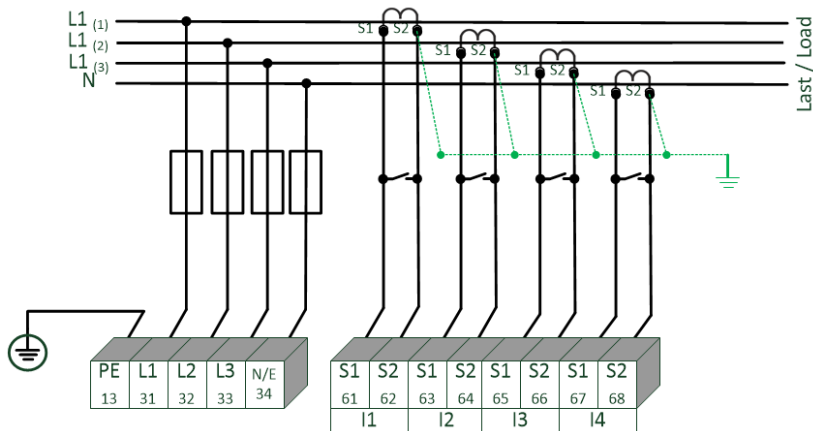 L1 (1)
L1 (2)
L1 (3)
N
S1 S2
S1 S2
S1 S2
S1 S2
Last / Load
PE L1 L2 L3 N/E
13 31 32 33 34
S1 S2 S1 S2 S1 S2 S1 S2
61 62 63 64 65 66 67 68
I1 I2 I3 I4